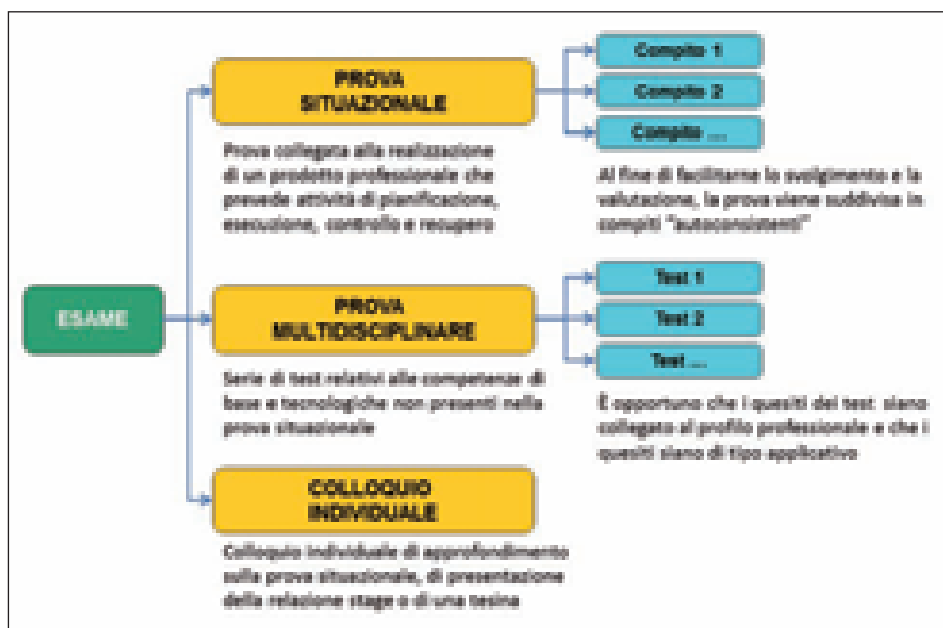 ESAME
PROVA
SITUAZIONALE
Prova collegata alla realizzazione
di un prodotto professionale che
prevede attività di pianificazione,
esecuzione, controllo e recupero
Compito 1
Compito 2
Compito ...
Al fine di facilitarne lo svolgimento e la
valutazione, la prova viene suddivisa in
compiti "autoconsistenti"
PROVA
MULTIDISCIPLINARE
Serie di test relativi alle competenze di
base e tecnologiche non presenti nella
prova situazionale
Test 1
Test 2
Test ...
È opportuno che i quesiti dei test siano
collegato al profilo professionale e che i
quesiti siano di tipo applicativo
COLLOQUIO
INDIVIDUALE
Colloquio individuale di approfondimento
sulla prova situazionale, di presentazione
della relazione stage o di una tesina